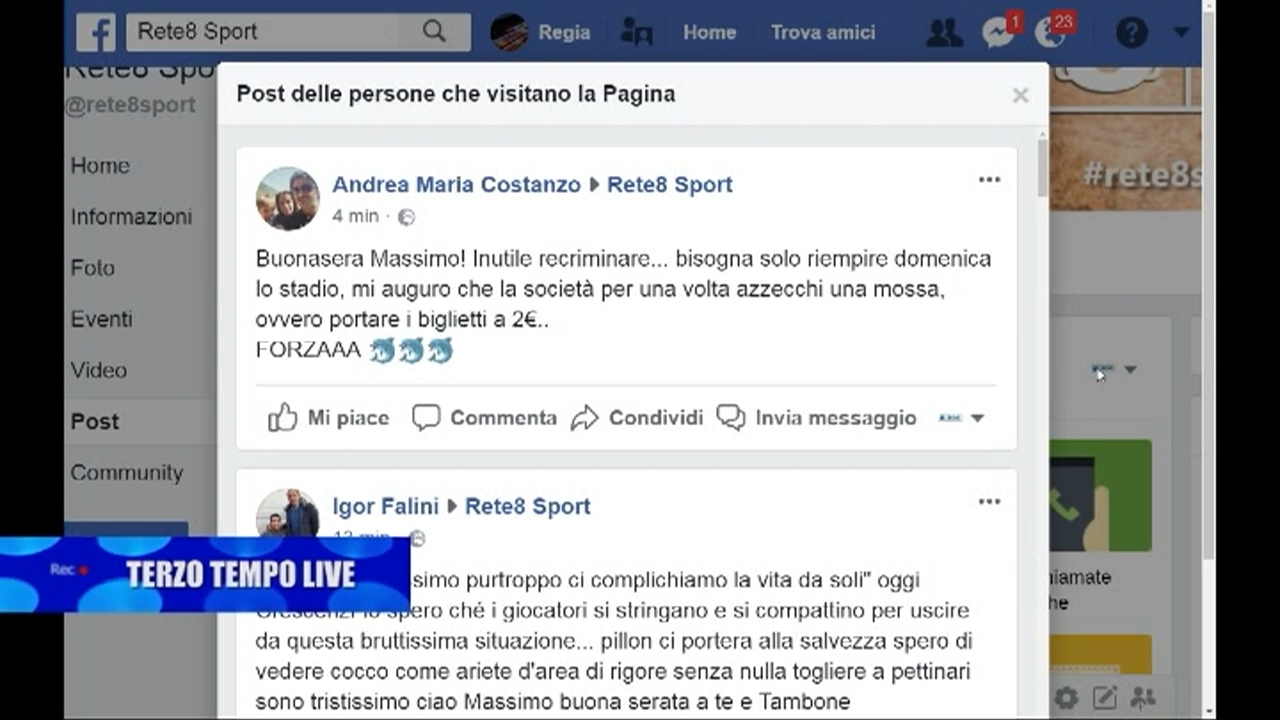 Rete8 Sport
Regia
Home
Trova amici
1
23
@rete8sport
Home
Informazioni
Foto
Eventi
Video
Post
Community
Post delle persone che visitano la Pagina
Andrea Maria Costanzo
Rete8 Sport
4 min
Buonasera Massimo! Inutile recriminare... bisogna solo riempire domenica
lo stadio, mi auguro che la società per una volta azzecchi una mossa,
ovvero portare i biglietti a 2€..
FORZAAA 🐬🐬🐬
Mi piace
Commenta
Condividi
Invia messaggio
Igor Falini
Rete8 Sport
simo purtroppo ci complichiamo la vita da soli" oggi
spero ché i giocatori si stringano e si compattino per uscire
da questa bruttissima situazione... pillon ci portera alla salvezza spero di
vedere cocco come ariete d'area di rigore senza nulla togliere a pettinari
sono tristissimo ciao Massimo buona serata a te e Tambone
Rec
TERZO TEMPO LIVE
#rete8s